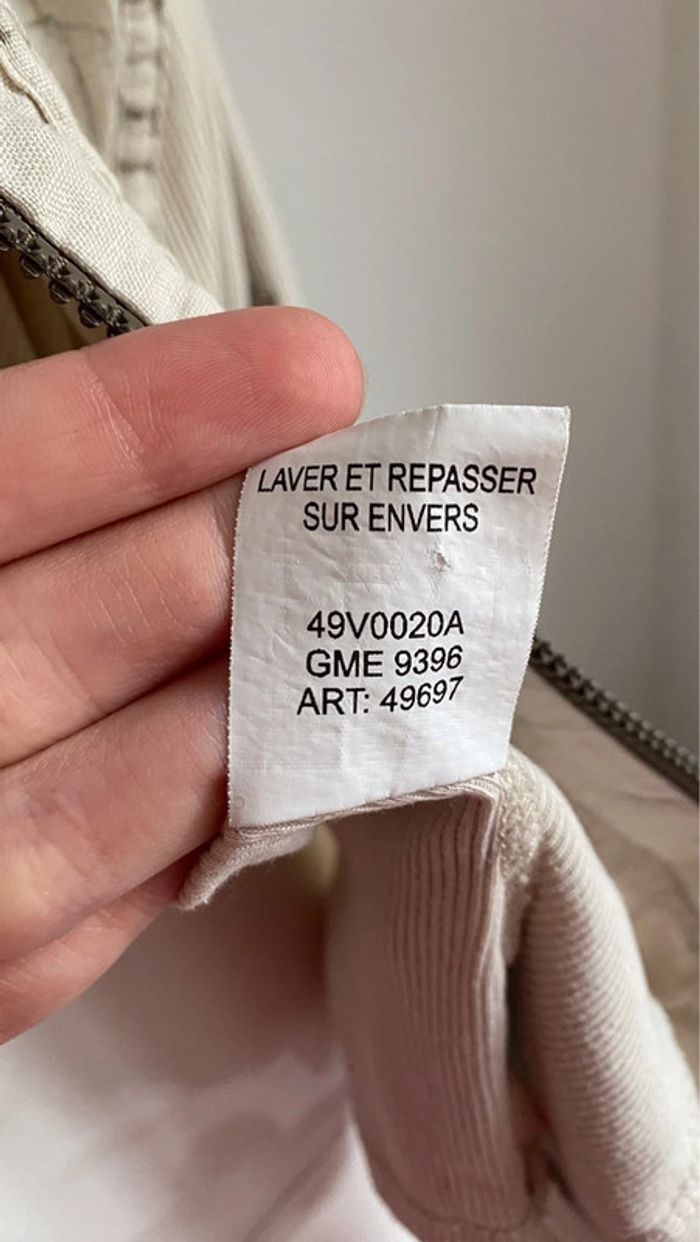 LAVER ET REPASSER
SUR ENVERS
49V0020A
GME 9396
ART: 49697